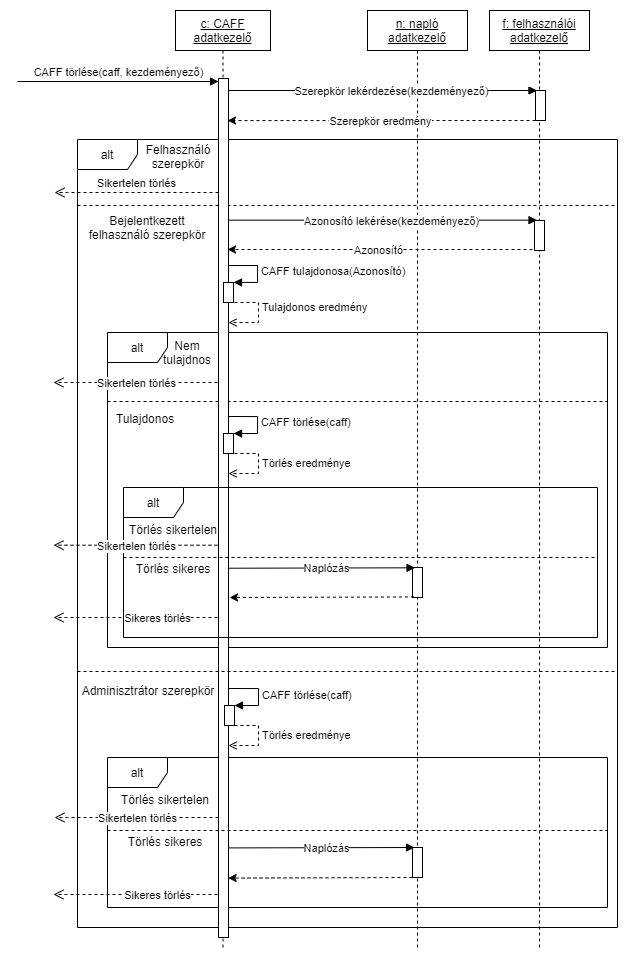 c: CAFF
adatkezelő
n: napló
adatkezelő
f: felhasználói
adatkezelő
CAFF törlése(caff, kezdeményező)
Szerepkör lekérdezése(kezdeményező)
Szerepkör eredmény
alt
Felhasználó
szerepkör
Sikertelen törlés
Bejelentkezett
felhasználó szerepkör
Azonosító lekérése(kezdeményező)
Azonosító
CAFF tulajdonosa(Azonosító)
Tulajdonos eredmény
alt
Nem
tulajdnos
Sikertelen törlés
Tulajdonos
CAFF törlése(caff)
Törlés eredménye
alt
Törlés sikertelen
Sikertelen törlés
Törlés sikeres
Naplózás
Sikeres törlés
Adminisztrátor szerepkör
CAFF törlése(caff)
Törlés eredménye
alt
Törlés sikertelen
Sikertelen törlés
Törlés sikeres
Naplózás
Sikeres törlés